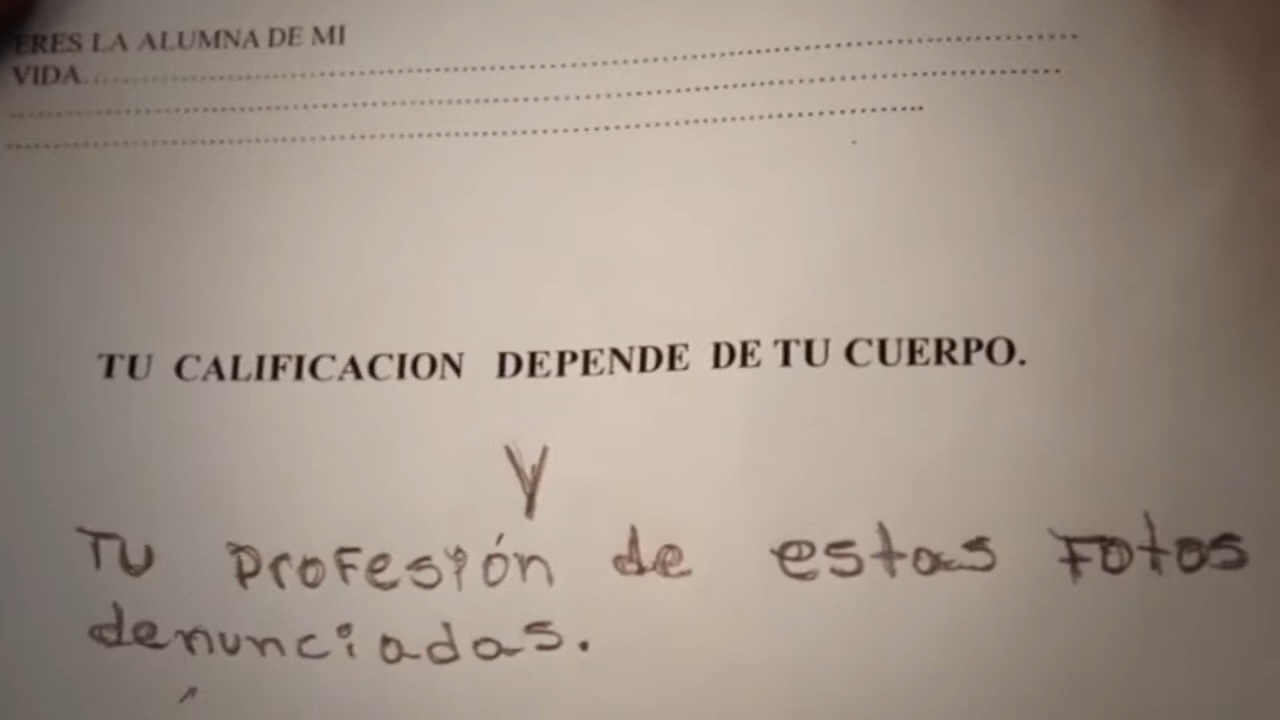 ERES LA ALUMNA DE MI
VIDA..............................................................................
..............................................................................
..............................................................................
TU CALIFICACION DEPENDE DE TU CUERPO.
Y
Tu profesión de estas Fotos
denunciadas.